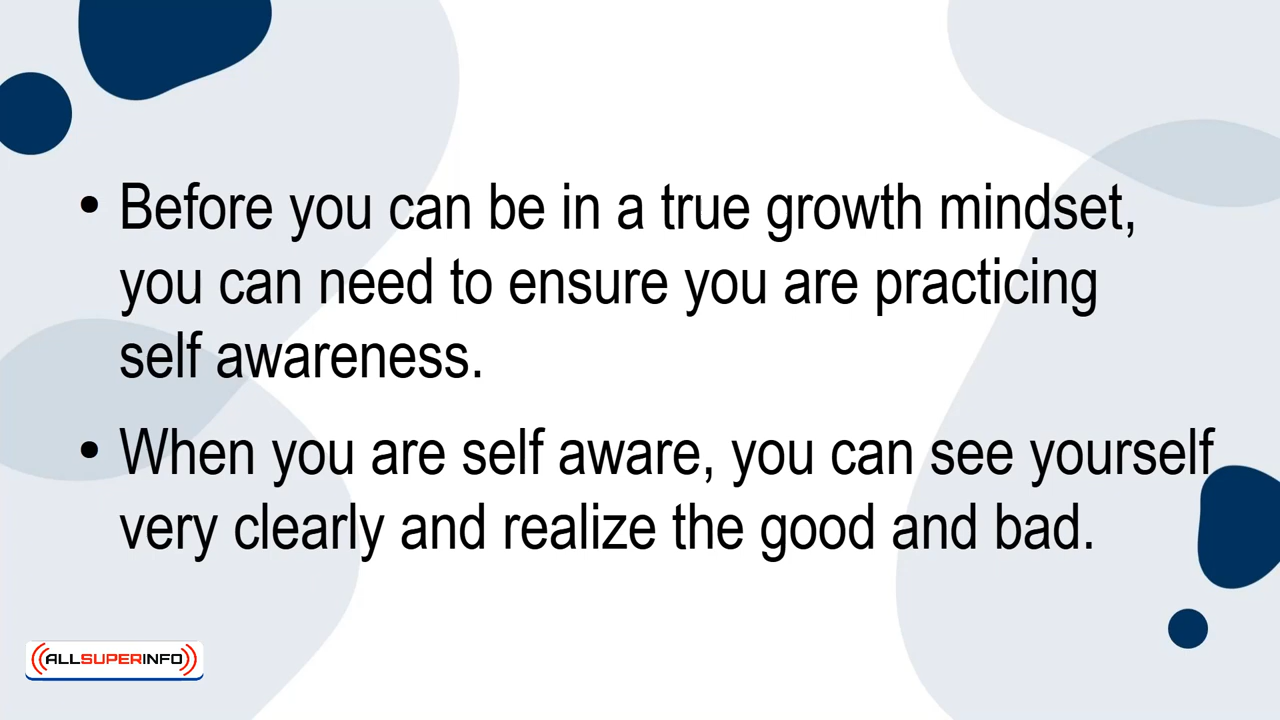 • Before you can be in a true growth mindset,
you can need to ensure you are practicing
self awareness.
• When you are self aware, you can see yourself
very clearly and realize the good and bad.
ALLSUPERINFO